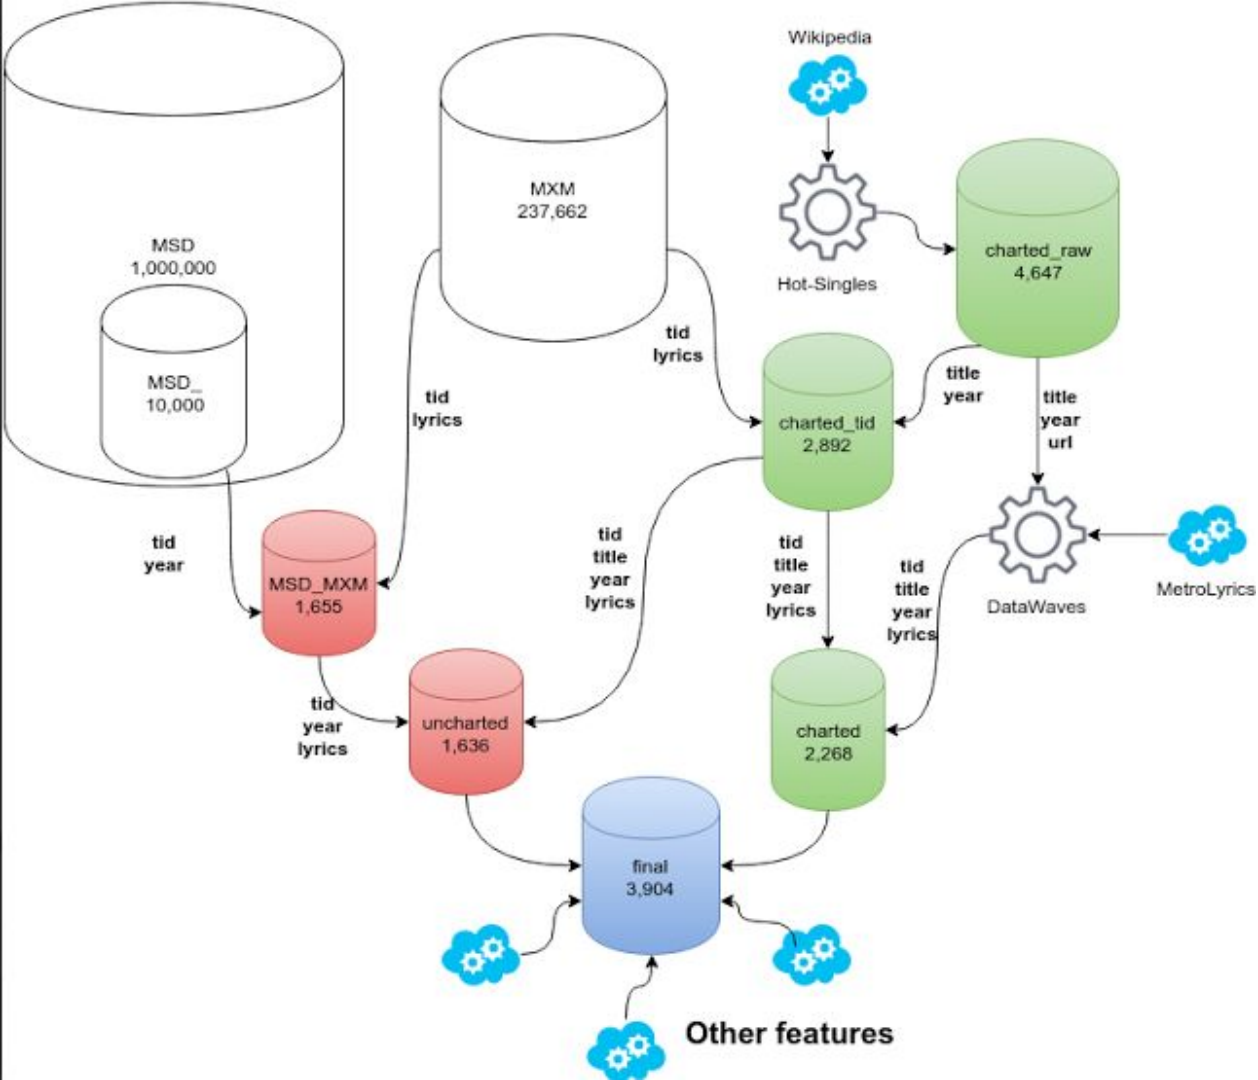 Wikipedia
MXM
237,662
MSD
1,000,000
charted_raw
4,647
Hot-Singles
tid
lyrics
title
year
MSD_
10,000
tid
lyrics
title
year
url
charted_tid
2,892
tid
year
tid
title
year
lyrics
tid
title
year
lyrics
tid
title
year
lyrics
MSD_MXM
1,655
DataWaves
MetroLyrics
tid
year
lyrics
uncharted
1,636
charted
2,268
final
3,904
Other features